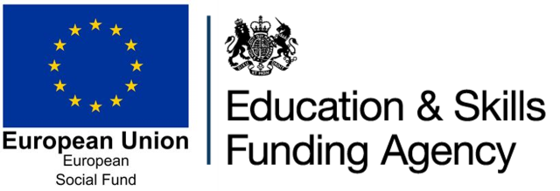 European Union
European
Social Fund
Education & Skills
Funding Agency